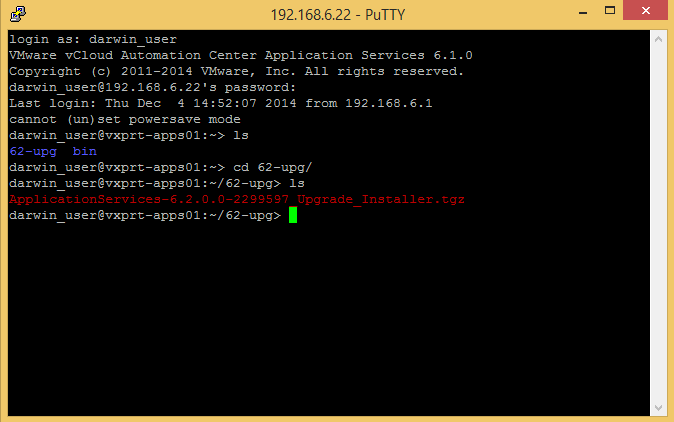 192.168.6.22 - PuTTY
login as: darwin_user
VMware vCloud Automation Center Application Services 6.1.0
Copyright (c) 2011-2014 VMware, Inc. All rights reserved.
darwin_user@192.168.6.22's password:
Last login: Thu Dec  4 14:52:07 2014 from 192.168.6.1
cannot (un)set powersave mode
darwin_user@vxprt-apps01:~> ls
62-upg  bin
darwin_user@vxprt-apps01:~> cd 62-upg/
darwin_user@vxprt-apps01:~/62-upg> ls
ApplicationServices-6.2.0.0-2299597_Upgrade_Installer.tgz
darwin_user@vxprt-apps01:~/62-upg>